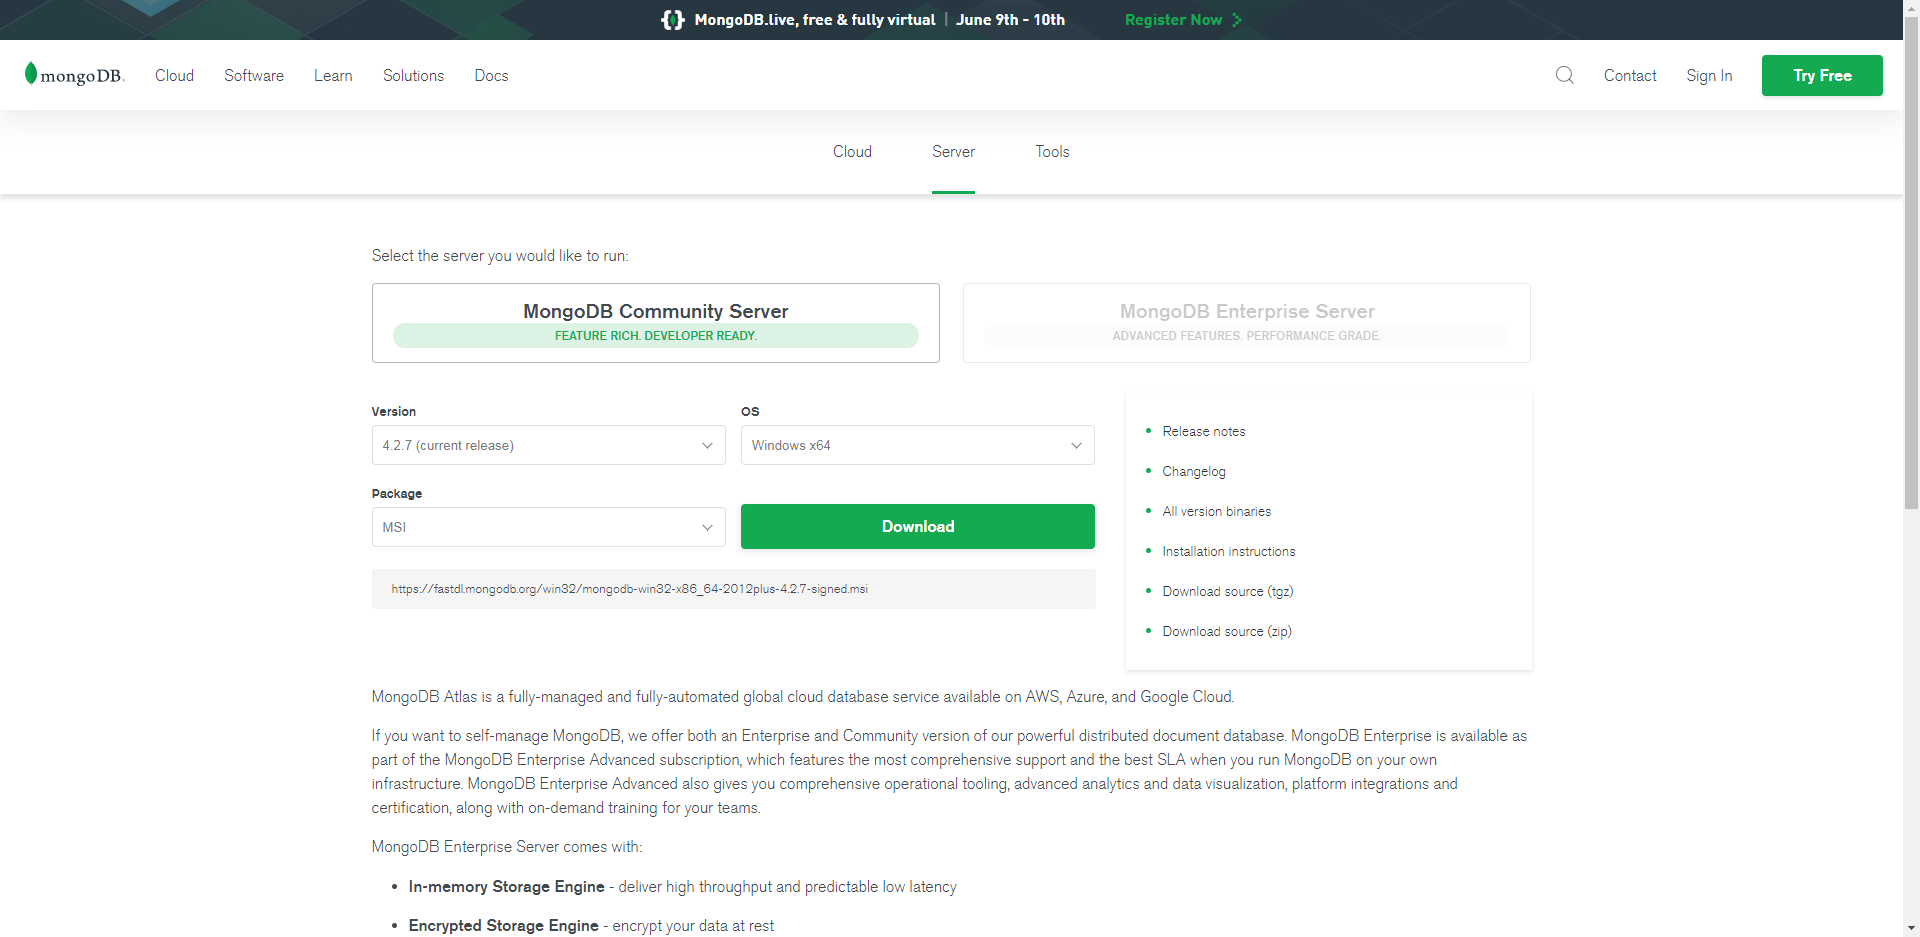 MongoDB.live, free & fully virtual | June 9th - 10th Register Now
mongoDB. Cloud Software Learn Solutions Docs Contact Sign In Try Free
Cloud Server Tools
Select the server you would like to run:
MongoDB Community Server
FEATURE RICH. DEVELOPER READY.
MongoDB Enterprise Server
ADVANCED FEATURES. PERFORMANCE GRADE.
Version
4.2.7 (current release)
OS
Windows x64
Package
MSI
Download
https://fastdl.mongodb.org/win32/mongodb-win32-x86_64-2012plus-4.2.7-signed.msi
• Release notes
• Changelog
• All version binaries
• Installation instructions
• Download source (tgz)
• Download source (zip)
MongoDB Atlas is a fully-managed and fully-automated global cloud database service available on AWS, Azure, and Google Cloud.
If you want to self-manage MongoDB, we offer both an Enterprise and Community version of our powerful distributed document database. MongoDB Enterprise is available as
part of the MongoDB Enterprise Advanced subscription, which features the most comprehensive support and the best SLA when you run MongoDB on your own
infrastructure. MongoDB Enterprise Advanced also gives you comprehensive operational tooling, advanced analytics and data visualization, platform integrations and
certification, along with on-demand training for your teams.
MongoDB Enterprise Server comes with:
• In-memory Storage Engine - deliver high throughput and predictable low latency
• Encrypted Storage Engine - encrypt your data at rest